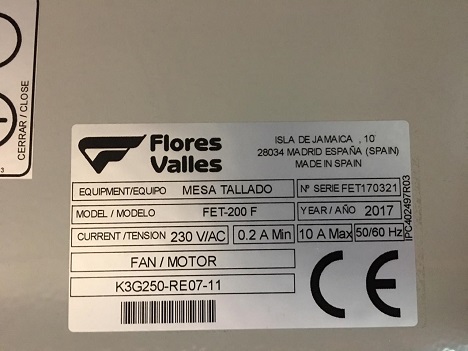 CERRAR / CLOSE
3
Flores
Valles
ISLA DE JAMAICA , 10
28034 MADRID ESPAÑA (SPAIN)
MADE IN SPAIN
EQUIPMENT/EQUIPO MESA TALLADO Nº SERIE FET170321
MODEL / MODELO FET-200 F YEAR / AÑO 2017
CURRENT /TENSION 230 V/AC 0.2 A Min 10 A Max 50/60 Hz
FAN / MOTOR
K3G250-RE07-11
CE
IPC402497R03